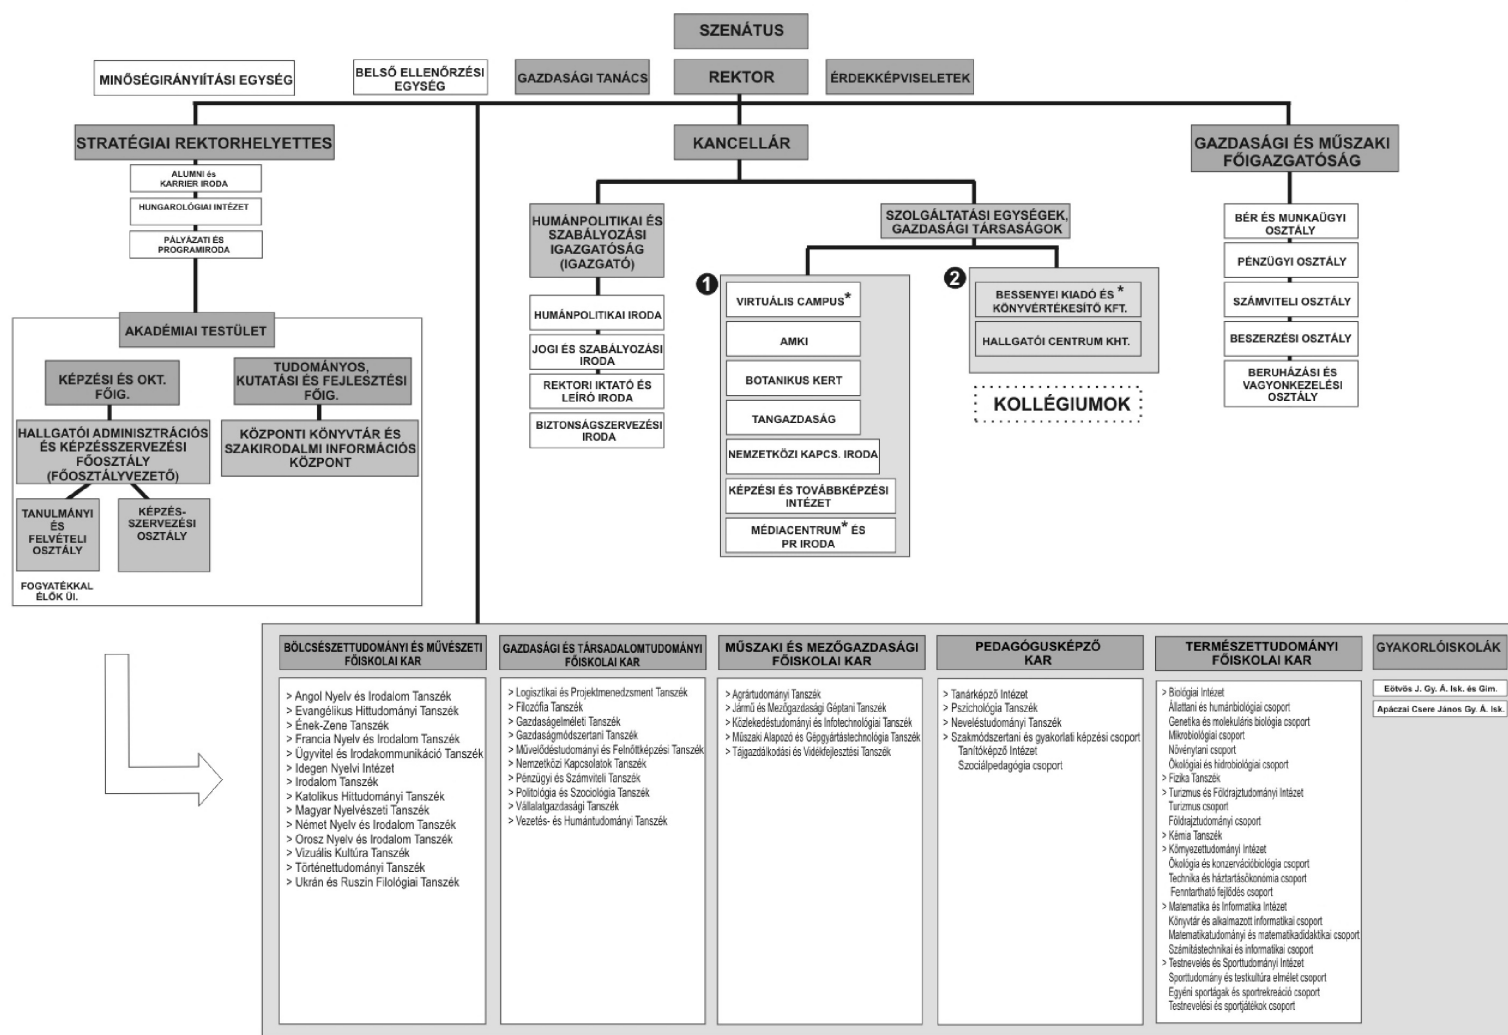 SZENÁTUS
MINŐSÉGIRÁNYIÍTÁSI EGYSÉG
BELSŐ ELLENŐRZÉSI
EGYSÉG
GAZDASÁGI TANÁCS
REKTOR
ÉRDEKKÉPVISELETEK
STRATÉGIAI REKTORHELYETTES
ALUMNI és
KARRIER IRODA
HUNGAROLÓGIAI INTÉZET
PÁLYÁZATI ÉS
PROGRAMIRODA
AKADÉMIAI TESTÜLET
KÉPZÉSI ÉS OKT.
FŐIG.
HALLGATÓI ADMINISZTRÁCIÓS
ÉS KÉPZÉSSZERVEZÉSI
FŐOSZTÁLY
(FŐOSZTÁLYVEZETŐ)
TANULMÁNYI
ÉS
FELVÉTELI
OSZTÁLY
KÉPZÉS-
SZERVEZÉSI
OSZTÁLY
FOGYATÉKKAL
ÉLŐK ÜI.
TUDOMÁNYOS,
KUTATÁSI ÉS FEJLESZTÉSI
FŐIG.
KÖZPONTI KÖNYVTÁR ÉS
SZAKIRODALMI INFORMÁCIÓS
KÖZPONT
KANCELLÁR
HUMÁNPOLITIKAI ÉS
SZABÁLYOZÁSI
IGAZGATÓSÁG
(IGAZGATÓ)
HUMÁNPOLITIKAI IRODA
JOGI ÉS SZABÁLYOZÁSI
IRODA
REKTORI IKTATÓ ÉS
LEÍRÓ IRODA
BIZTONSÁGSZERVEZÉSI
IRODA
SZOLGÁLTATÁSI EGYSÉGEK,
GAZDASÁGI TÁRSASÁGOK
1
VIRTUÁLIS CAMPUS*
AMKI
BOTANIKUS KERT
TANGAZDASÁG
NEMZETKÖZI KAPCS. IRODA
KÉPZÉSI ÉS TOVÁBBKÉPZÉSI
INTÉZET
MÉDIACENTRUM* ÉS
PR IRODA
2
BESSENYEI KIADÓ ÉS *
KÖNYVÉRTÉKESÍTŐ KFT.
HALLGATÓI CENTRUM KHT.
KOLLÉGIUMOK
GAZDASÁGI ÉS MŰSZAKI
FŐIGAZGATÓSÁG
BÉR ÉS MUNKAÜGYI
OSZTÁLY
PÉNZÜGYI OSZTÁLY
SZÁMVITELI OSZTÁLY
BESZERZÉSI OSZTÁLY
BERUHÁZÁSI ÉS
VAGYONKEZELÉSI
OSZTÁLY
BÖLCSÉSZETTUDOMÁNYI ÉS MŰVÉSZETI
FŐISKOLAI KAR
> Angol Nyelv és Irodalom Tanszék
> Evangélikus Hittudományi Tanszék
> Ének-Zene Tanszék
> Francia Nyelv és Irodalom Tanszék
> Ügyvitel és Irodakommunikáció Tanszék
> Idegen Nyelvi Intézet
> Irodalom Tanszék
> Katolikus Hittudományi Tanszék
> Magyar Nyelvészeti Tanszék
> Német Nyelv és Irodalom Tanszék
> Orosz Nyelv és Irodalom Tanszék
> Vizuális Kultúra Tanszék
> Történettudományi Tanszék
> Ukrán és Ruszin Filológiai Tanszék
GAZDASÁGI ÉS TÁRSADALOMTUDOMÁNYI
FŐISKOLAI KAR
> Logisztikai és Projektmenedzsment Tanszék
> Filozófia Tanszék
> Gazdaságelméleti Tanszék
> Gazdaságmódszertani Tanszék
> Művelődéstudományi és Felnőttképzési Tanszék
> Nemzetközi Kapcsolatok Tanszék
> Pénzügyi és Számviteli Tanszék
> Politológia és Szociológia Tanszék
> Vállalatgazdasági Tanszék
> Vezetés- és Humántudományi Tanszék
MŰSZAKI ÉS MEZŐGAZDASÁGI
FŐISKOLAI KAR
> Agrártudományi Tanszék
> Jármű és Mezőgazdasági Géptani Tanszék
> Közlekedéstudományi és Infotechnológiai Tanszék
> Műszaki Alapozó és Gépgyártástechnológia Tanszék
> Tájgazdálkodási és Vidékfejlesztési Tanszék
PEDAGÓGUSKÉPZŐ
KAR
> Tanárképző Intézet
> Pszichológia Tanszék
> Neveléstudományi Tanszék
> Szakmódszertani és gyakorlati képzési csoport
Tanítóképző Intézet
Szociálpedagógia csoport
TERMÉSZETTUDOMÁNYI
FŐISKOLAI KAR
> Biológiai Intézet
Állattani és humánbiológiai csoport
Genetika és molekuláris biológia csoport
Mikrobiológiai csoport
Növénytani csoport
Ökológiai és hidrobiológiai csoport
> Fizika Tanszék
> Turizmus és Földrajztudományi Intézet
Turizmus csoport
Földrajztudományi csoport
> Kémia Tanszék
> Környezettudományi Intézet
Ökológia és konzervációbiológia csoport
Technika és háztartásökonómia csoport
Fenntartható fejlődés csoport
> Matematika és Informatika Intézet
Könyvtár és alkalmazott informatikai csoport
Matematikatudományi és matematikadidaktikai csoport
Számítástechnikai és informatikai csoport
> Testnevelés és Sporttudományi Intézet
Sporttudomány és testkultúra elmélet csoport
Egyéni sportágak és sportrekreáció csoport
Testnevelési és sportjátékok csoport
GYAKORLÓISKOLÁK
Eötvös J. Gy. Á. Isk. és Gim.
Apáczai Csere János Gy. Á. Isk.